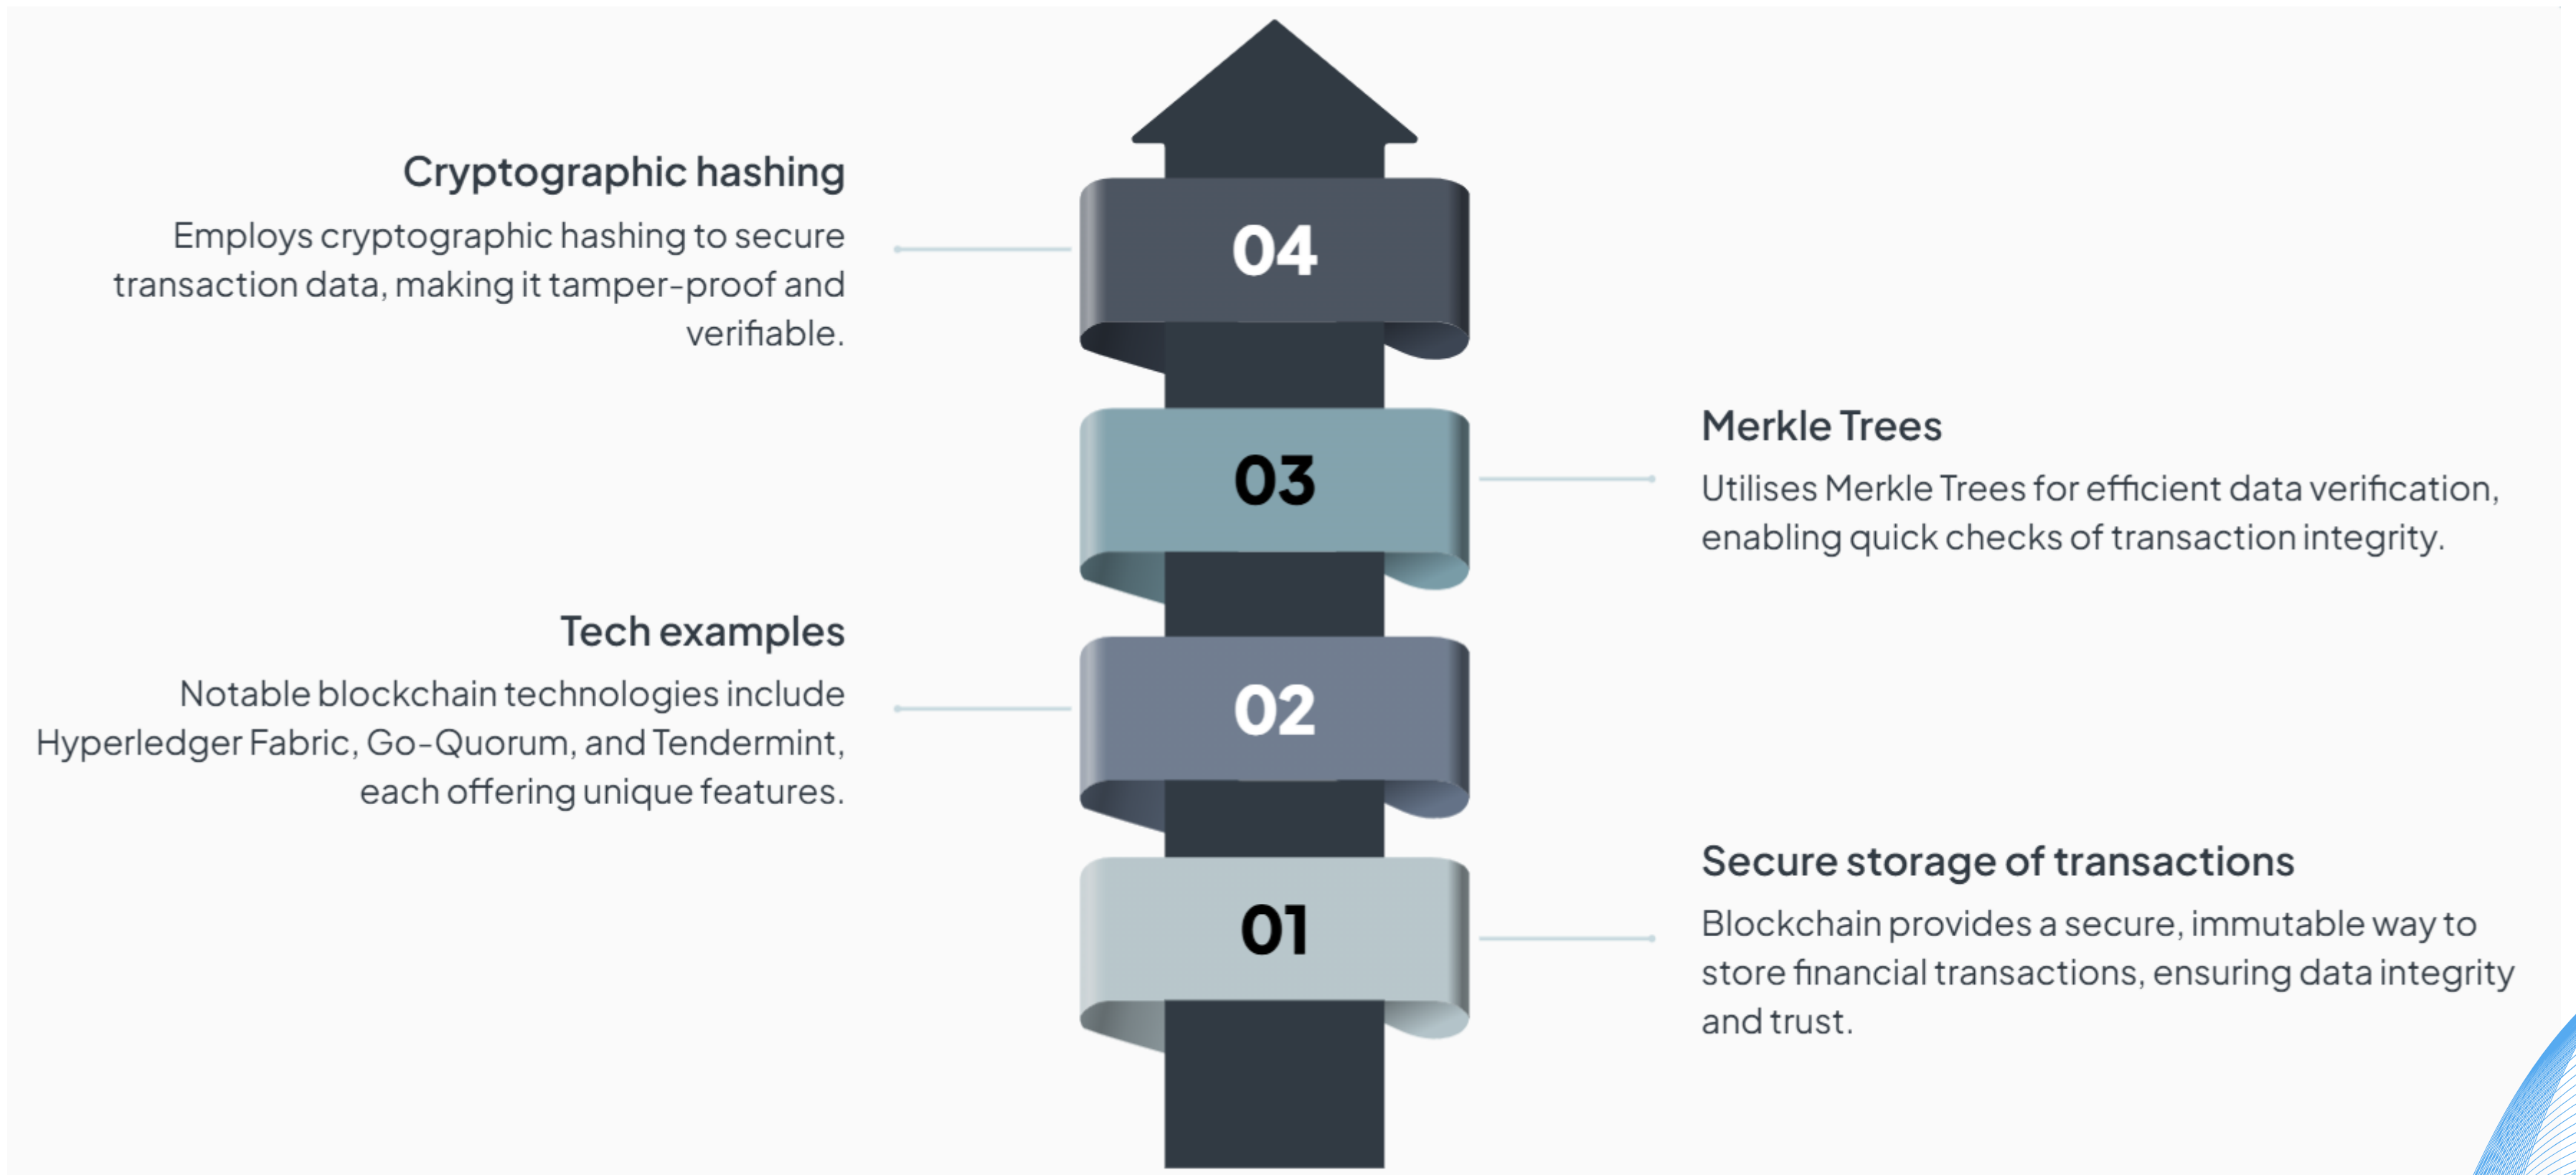 Cryptographic hashing
Employs cryptographic hashing to secure
transaction data, making it tamper-proof and
verifiable.
04
03
Merkle Trees
Utilises Merkle Trees for efficient data verification,
enabling quick checks of transaction integrity.
Tech examples
Notable blockchain technologies include
Hyperledger Fabric, Go-Quorum, and Tendermint,
each offering unique features.
02
01
Secure storage of transactions
Blockchain provides a secure, immutable way to
store financial transactions, ensuring data integrity
and trust.